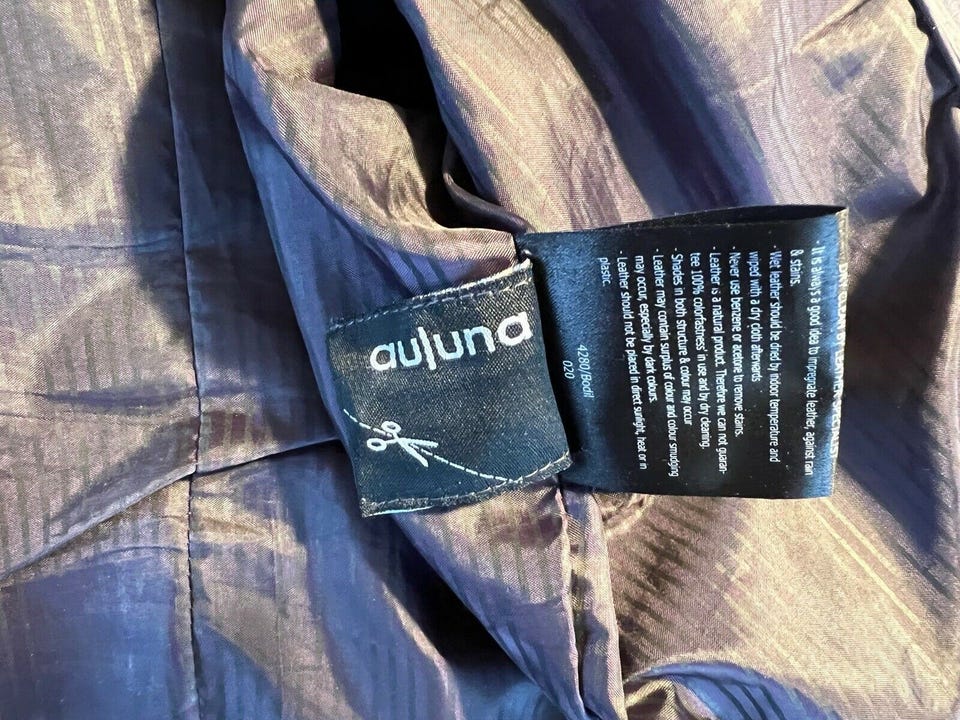 auluna
4280/Bodil
020
It is always a good idea to impregnate leather, against rain
& stains.
- Wet leather should be dried by indoor temperature and
wiped with a dry cloth afterwards
- Never use benzene or acetone to remove stains.
- Leather is a natural product. Therefore we can not guaran-
tee 100% colorfastness' in use and by dry cleaning.
- Shades in both structure & colour may occur
- Leather may contain surplus of colour and colour smudging
may occur, especially by dark colours.
- Leather should not be placed in direct sunlight, heat or in
plastic.